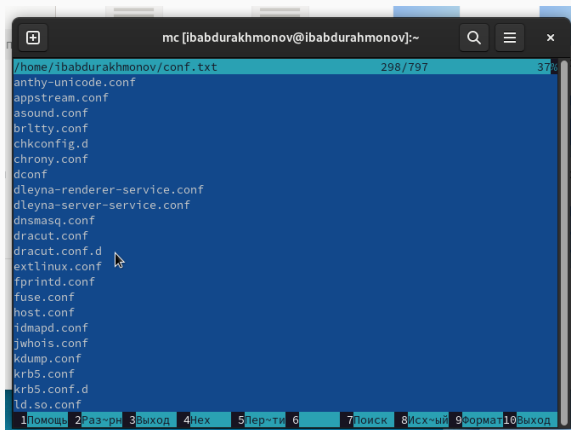 mc [ibabdurakhmonov@ibabdurahmonov]:~
/home/ibabdurakhmonov/conf.txt 298/797 37%
anthy-unicode.conf
appstream.conf
asound.conf
brltty.conf
chkconfig.d
chrony.conf
dconf
dleyna-renderer-service.conf
dleyna-server-service.conf
dnsmasq.conf
dracut.conf
dracut.conf.d
extlinux.conf
fprintd.conf
fuse.conf
host.conf
idmapd.conf
jwhois.conf
kdump.conf
krb5.conf
krb5.conf.d
ld.so.conf
1Помощь 2Раз~рн 3Выход 4Hex 5Пер~ти 6 7Поиск 8Исх~ый 9Формат 10Выход